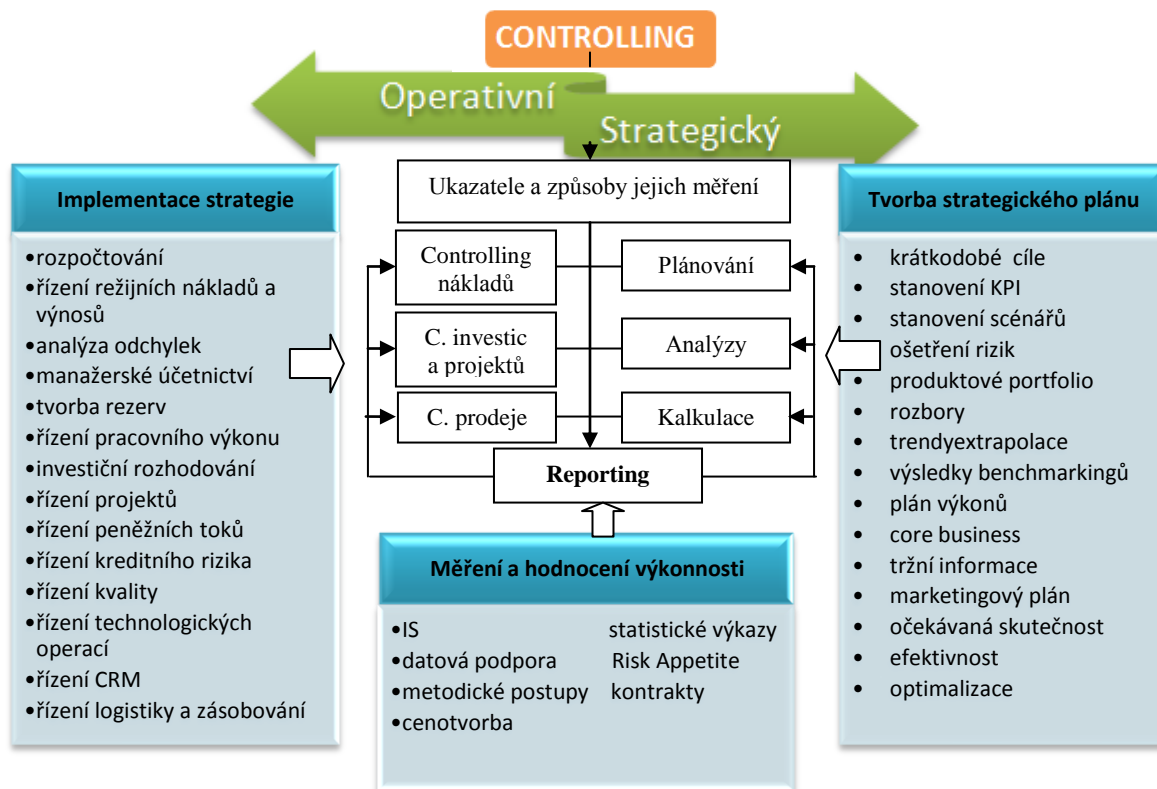 CONTROLLING
Operativní
Strategický
Implementace strategie
•rozpočtování
•řízení režijních nákladů a
výnosů
•analýza odchylek
•manažerské účetnictví
•tvorba rezerv
•řízení pracovního výkonu
•investiční rozhodování
•řízení projektů
•řízení peněžních toků
•řízení kreditního rizika
•řízení kvality
•řízení technologických
operací
•řízení CRM
•řízení logistiky a zásobování
Ukazatele a způsoby jejich měření
Controlling
nákladů
Plánování
C. investic
a projektů
Analýzy
C. prodeje
Kalkulace
Reporting
Měření a hodnocení výkonnosti
•IS statistické výkazy
•datová podpora Risk Appetite
•metodické postupy kontrakty
•cenotvorba
Tvorba strategického plánu
• krátkodobé cíle
• stanovení KPI
• stanovení scénářů
• ošetření rizik
• produktové portfolio
• rozbory
• trendyextrapolace
• výsledky benchmarkingů
• plán výkonů
• core business
• tržní informace
• marketingový plán
• očekávaná skutečnost
• efektivnost
• optimalizace